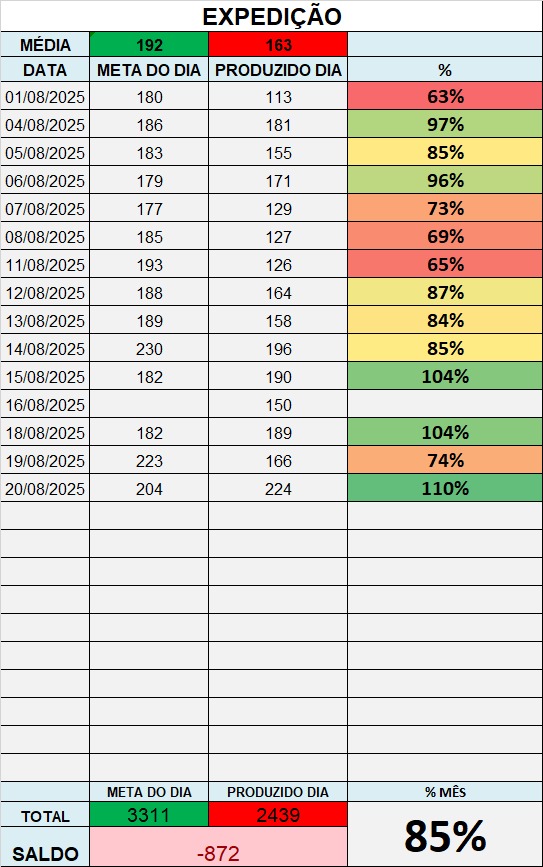 EXPEDIÇÃO
MÉDIA 192 163
DATA META DO DIA PRODUZIDO DIA %
01/08/2025 180 113 63%
04/08/2025 186 181 97%
05/08/2025 183 155 85%
06/08/2025 179 171 96%
07/08/2025 177 129 73%
08/08/2025 185 127 69%
11/08/2025 193 126 65%
12/08/2025 188 164 87%
13/08/2025 189 158 84%
14/08/2025 230 196 85%
15/08/2025 182 190 104%
16/08/2025 150
18/08/2025 182 189 104%
19/08/2025 223 166 74%
20/08/2025 204 224 110%
META DO DIA PRODUZIDO DIA % MÊS
TOTAL 3311 2439 85%
SALDO -872